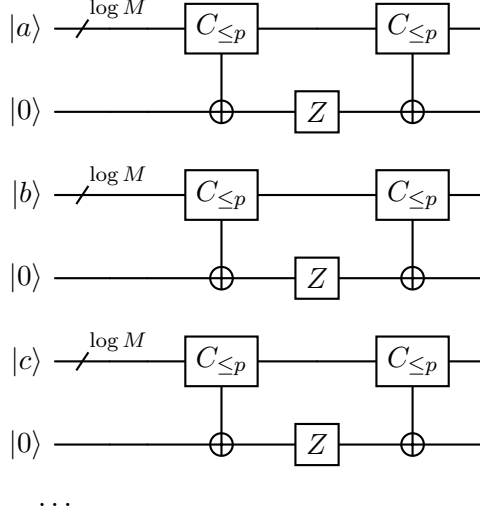 log M
|a⟩ C≤p C≤p
|0⟩ Z
log M
|b⟩ C≤p C≤p
|0⟩ Z
log M
|c⟩ C≤p C≤p
|0⟩ Z
...